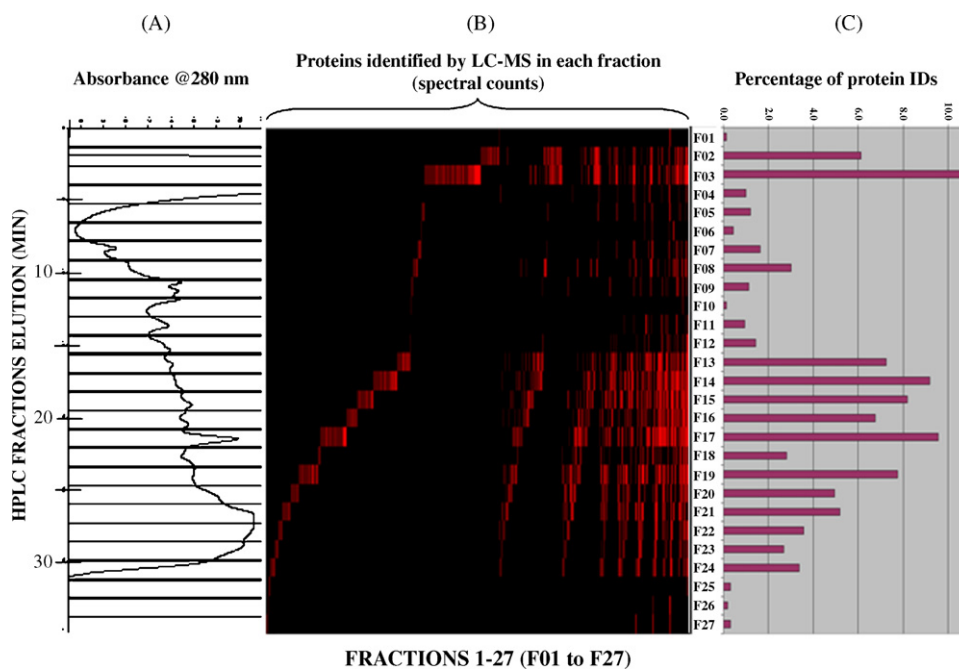 (A)
(B)
(C)
Absorbance @280 nm
Proteins identified by LC-MS in each fraction
(spectral counts)
Percentage of protein IDs
0.0 2.0 4.0 6.0 8.0 10.0
HPLC FRACTIONS ELUTION (MIN)
10
20
30
F01
F02
F03
F04
F05
F06
F07
F08
F09
F10
F11
F12
F13
F14
F15
F16
F17
F18
F19
F20
F21
F22
F23
F24
F25
F26
F27
FRACTIONS 1-27 (F01 to F27)